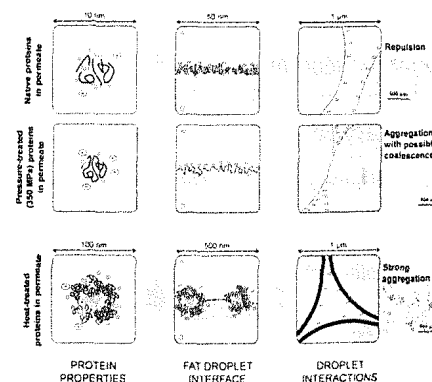 10 nm
50 nm
1 µm
Native proteins
in permeate
Repulsion
Pressure-treated
(350 MPa) proteins
in permeate
Aggregation
with possible
coalescence
100 nm
500 nm
1 µm
Heat-treated
proteins in permeate
Strong
aggregation
PROTEIN
PROPERTIES
FAT DROPLET
INTERFACE
DROPLET
INTERACTIONS